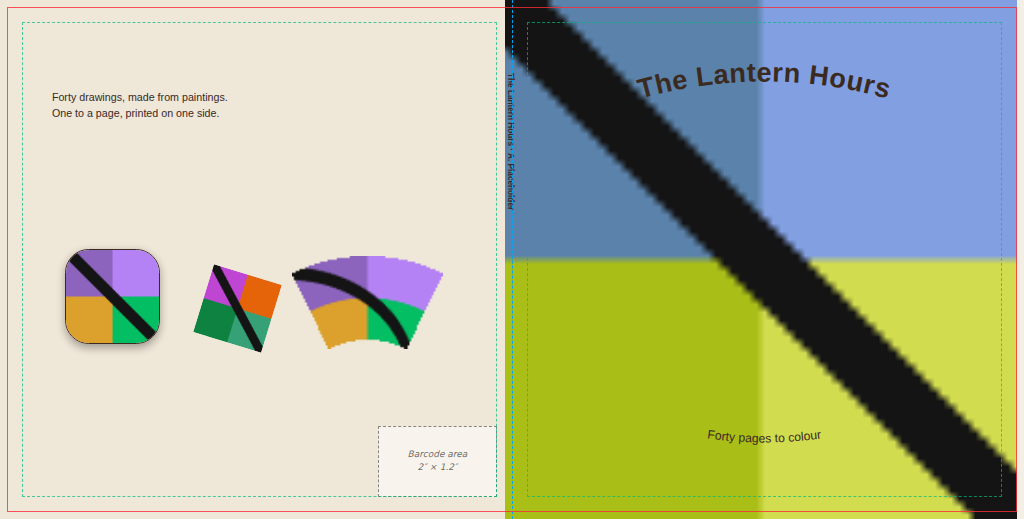 Forty drawings, made from paintings.
One to a page, printed on one side.
Barcode area
2″ × 1.2″
The Lantern Hours · A. Placeholder
The Lantern Hours
Forty pages to colour